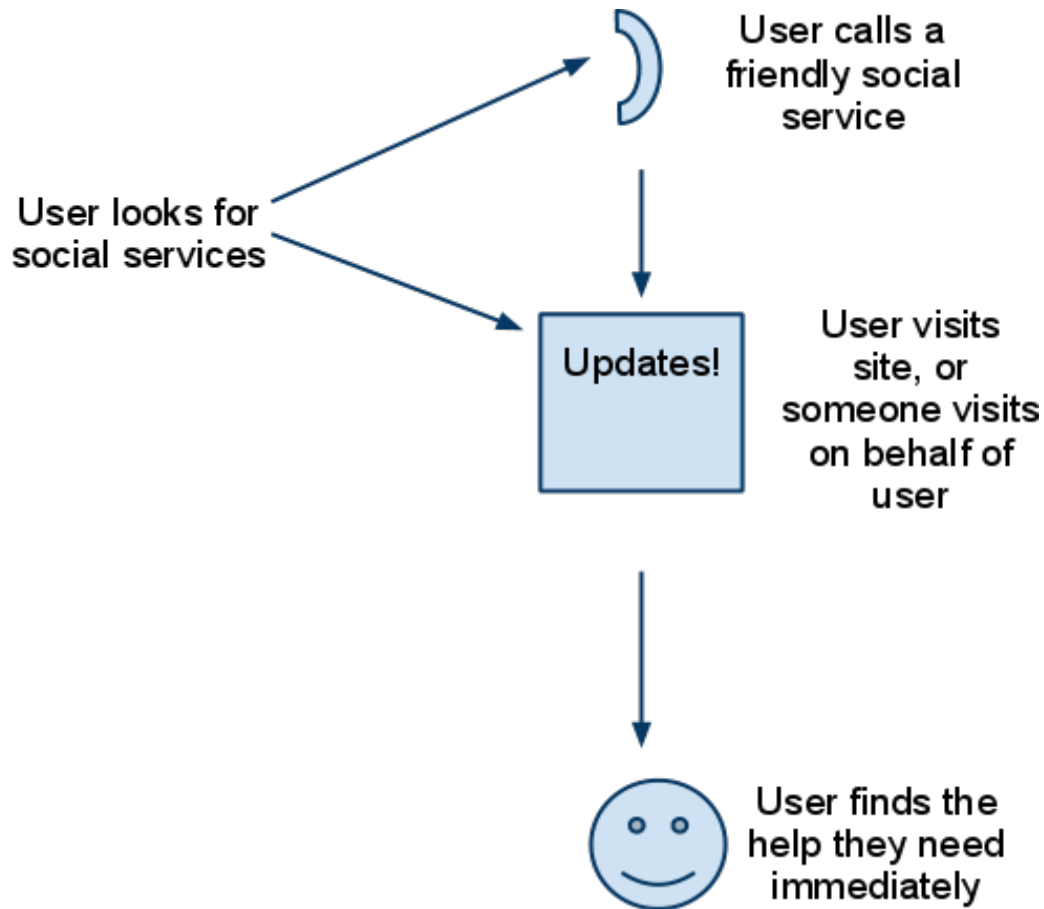 User calls a
friendly social
service
User looks for
social services
Updates!
User visits
site, or
someone visits
on behalf of
user
User finds the
help they need
immediately